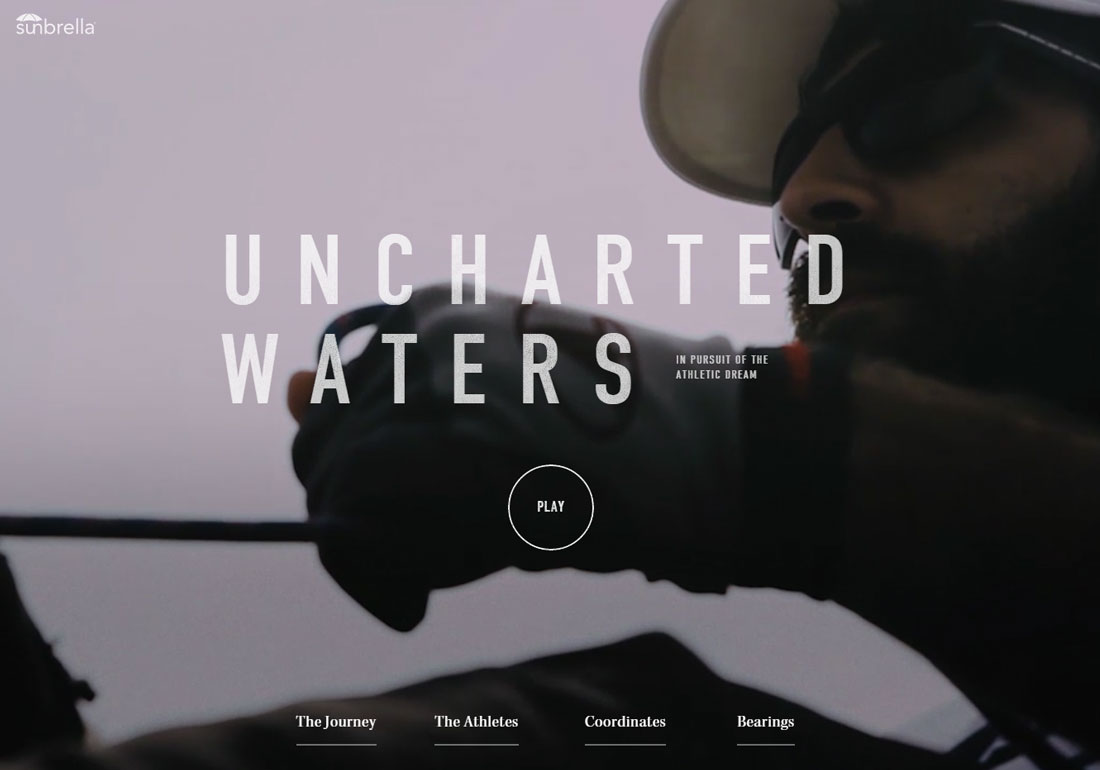 sunbrella
UNCHARTED
WATERS
IN PURSUIT OF THE
ATHLETIC DREAM
PLAY
The Journey
The Athletes
Coordinates
Bearings